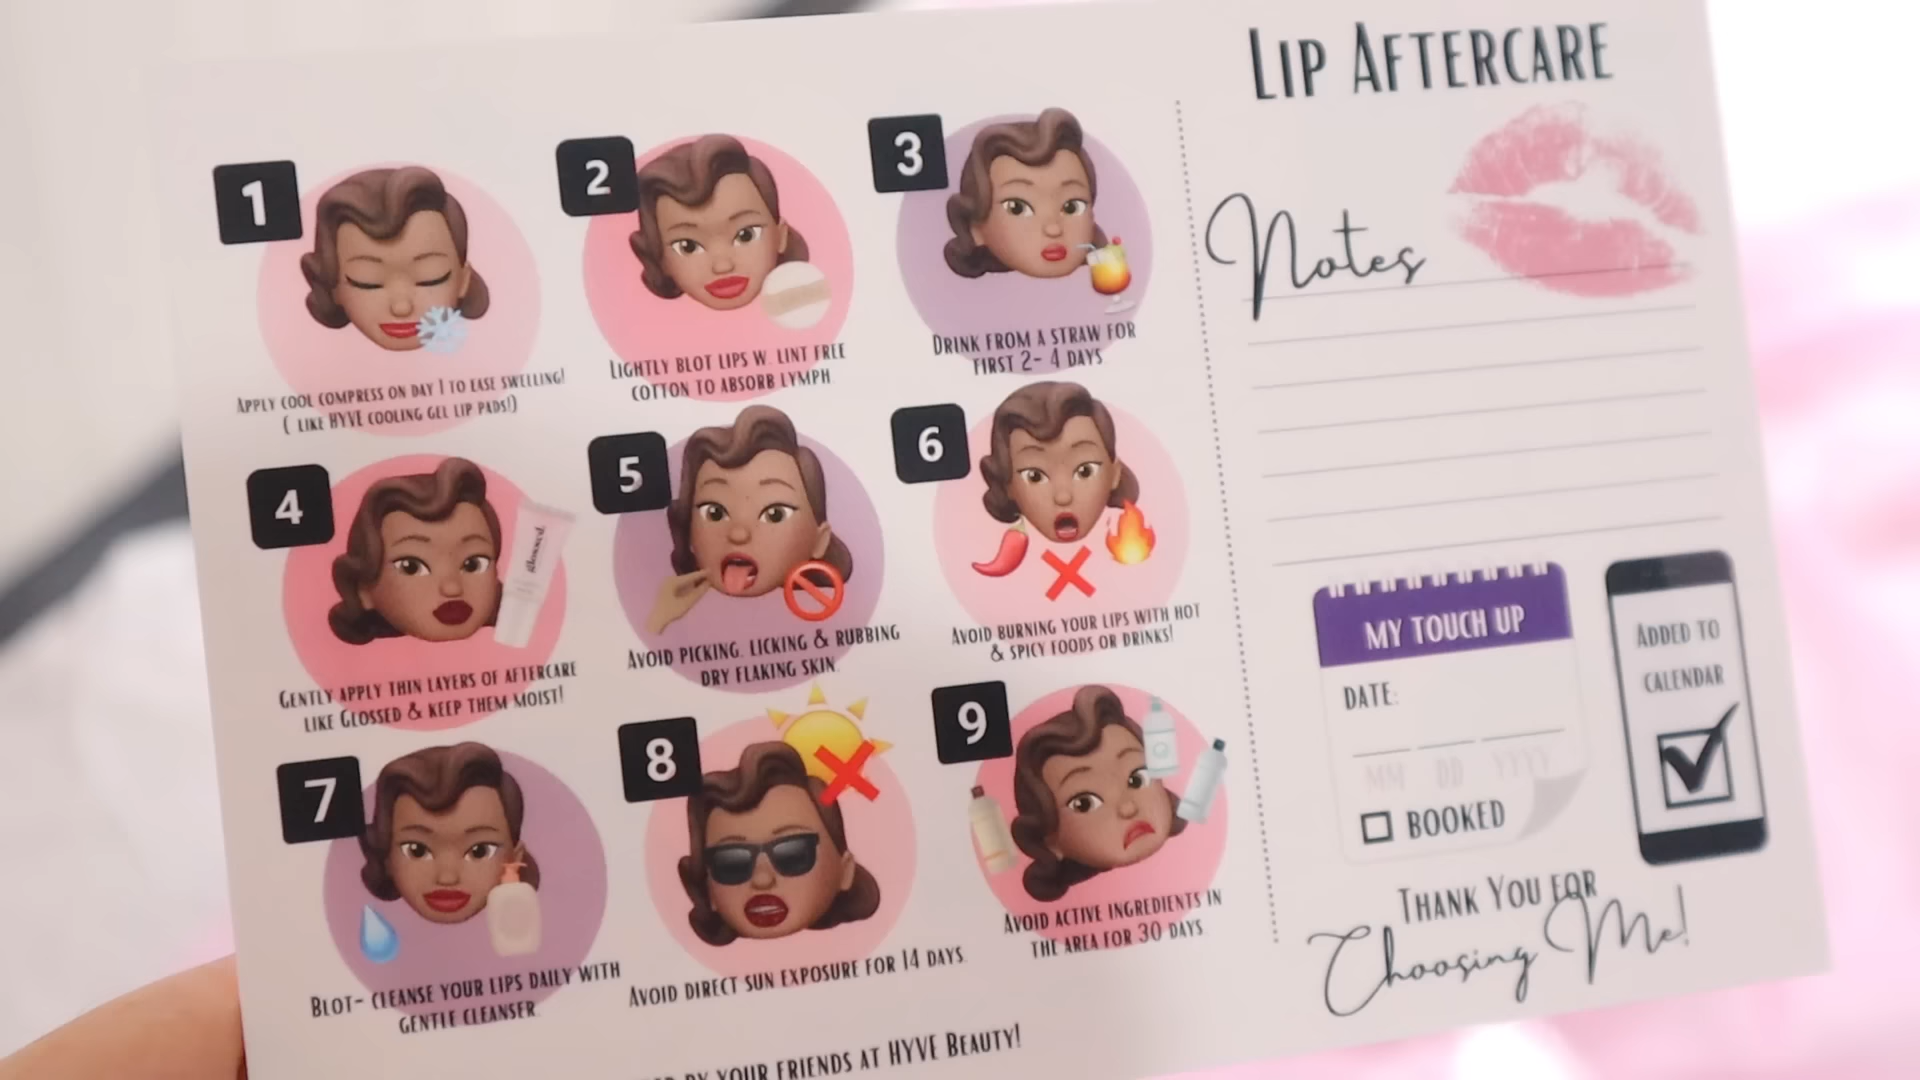 LIP AFTERCARE
1
APPLY COOL COMPRESS ON DAY 1 TO EASE SWELLING!
( LIKE HYVE COOLING GEL LIP PADS!)
2
LIGHTLY BLOT LIPS W. LINT FREE
COTTON TO ABSORB LYMPH
3
DRINK FROM A STRAW FOR
FIRST 2- 4 DAYS
4
glossed.
GENTLY APPLY THIN LAYERS OF AFTERCARE
LIKE GLOSSED & KEEP THEM MOIST!
5
AVOID PICKING. LICKING & RUBBING
DRY FLAKING SKIN.
6
AVOID BURNING YOUR LIPS WITH HOT
& SPICY FOODS OR DRINKS!
7
BLOT- CLEANSE YOUR LIPS DAILY WITH
GENTLE CLEANSER.
8
AVOID DIRECT SUN EXPOSURE FOR 14 DAYS.
9
AVOID ACTIVE INGREDIENTS IN
THE AREA FOR 30 DAYS.
BY YOUR FRIENDS AT HYVE BEAUTY!
Notes
MY TOUCH UP
DATE:
MM DD YYYY
BOOKED
ADDED TO
CALENDAR
THANK YOU FOR
Choosing Me!